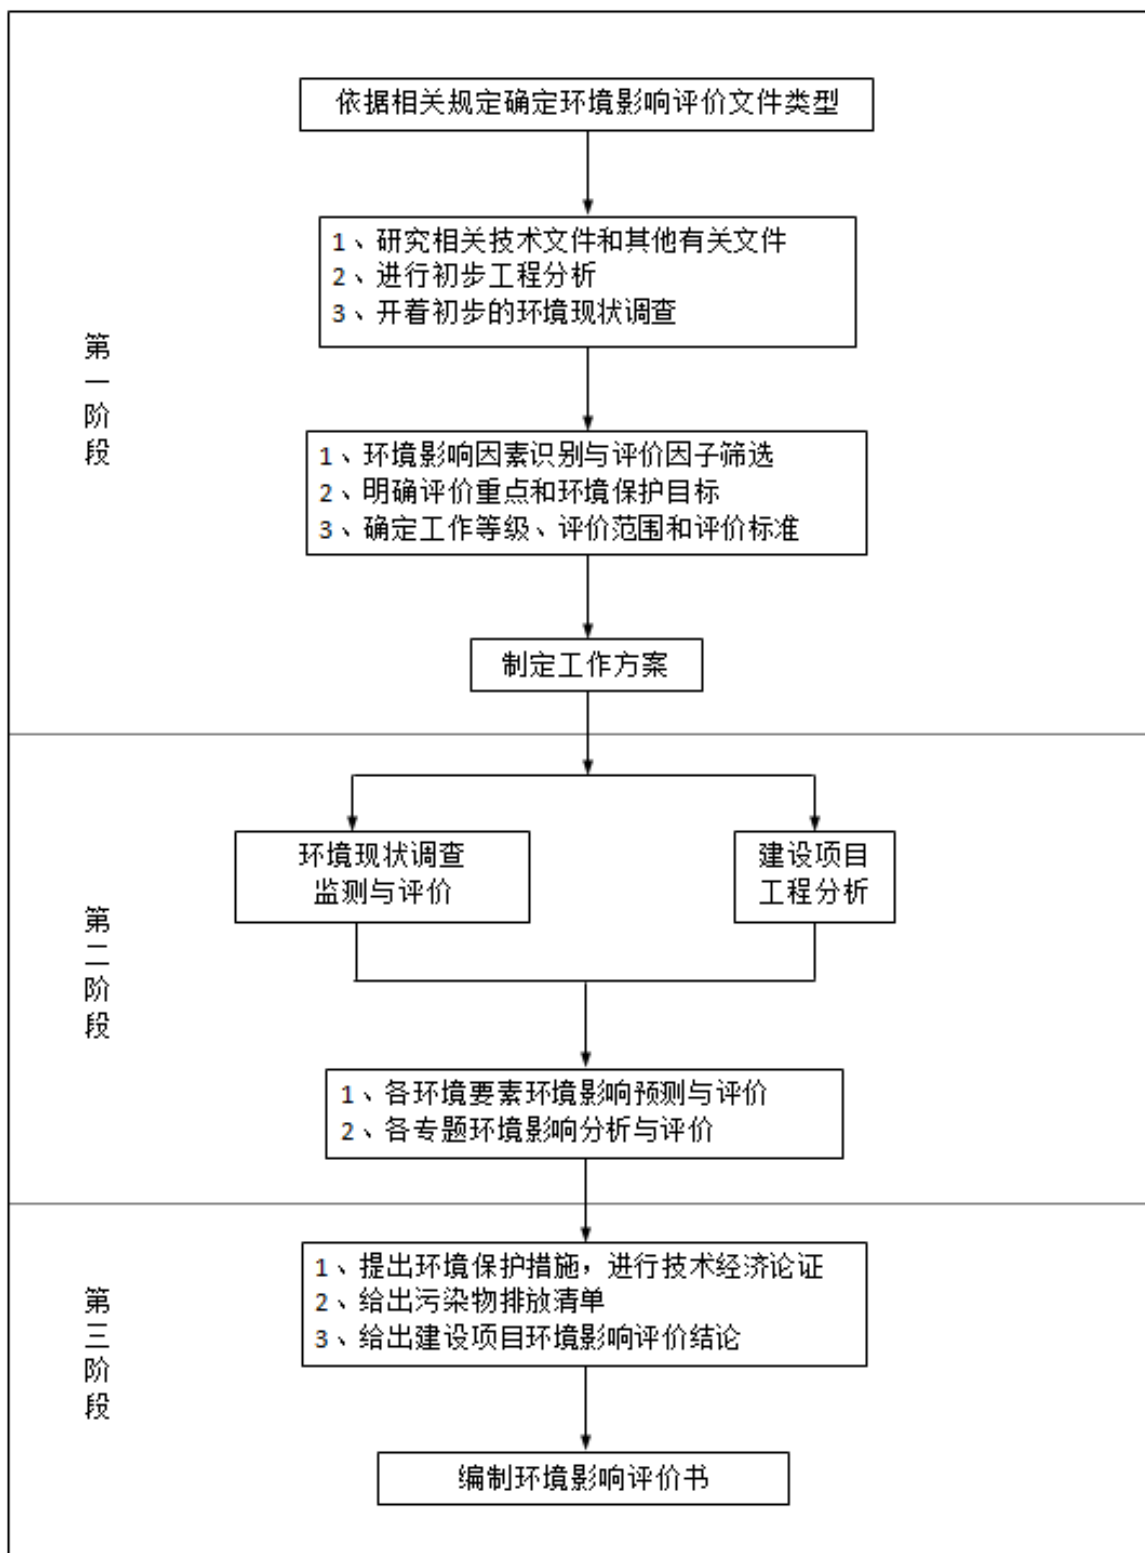 依据相关规定确定环境影响评价文件类型
1、研究相关技术文件和其他有关文件
2、进行初步工程分析
3、开着初步的环境现状调查
第一阶段
1、环境影响因素识别与评价因子筛选
2、明确评价重点和环境保护目标
3、确定工作等级、评价范围和评价标准
制定工作方案
环境现状调查
监测与评价
建设项目
工程分析
第二阶段
1、各环境要素环境影响预测与评价
2、各专题环境影响分析与评价
1、提出环境保护措施，进行技术经济论证
2、给出污染物排放清单
3、给出建设项目环境影响评价结论
第三阶段
编制环境影响评价书